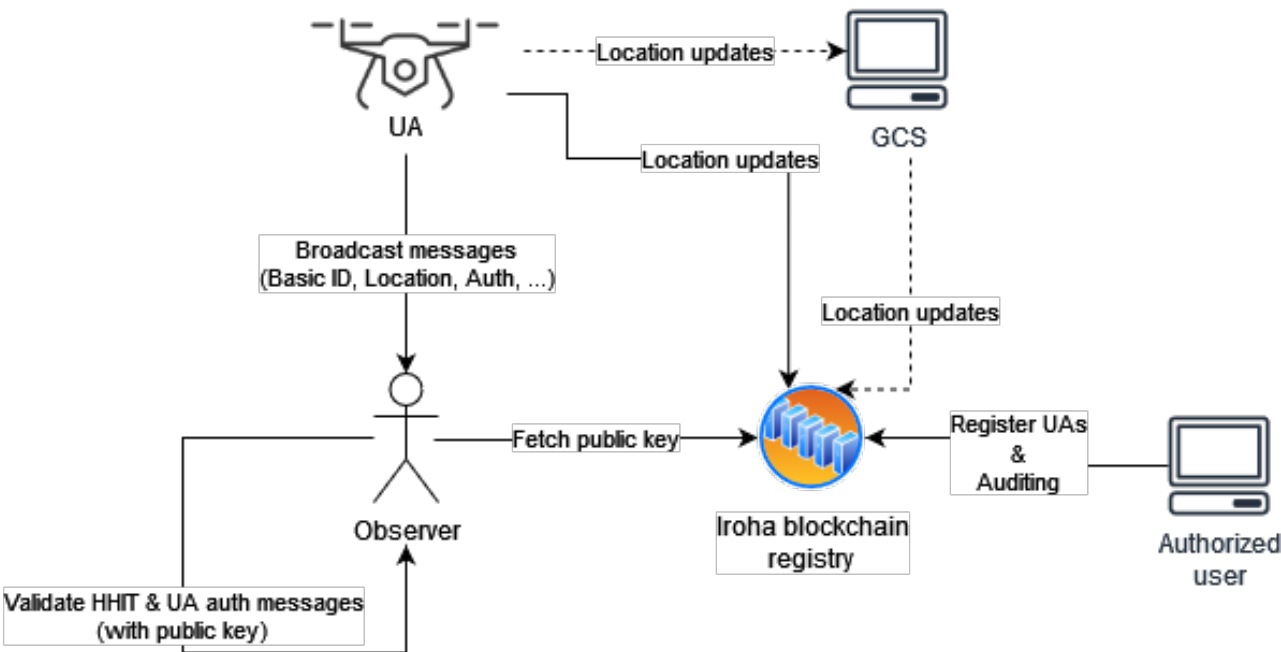 Location updates
UA
GCS
Location updates
Broadcast messages
(Basic ID, Location, Auth, ...)
Location updates
Fetch public key
Register UAs
&
Auditing
Observer
Iroha blockchain
registry
Authorized
user
Validate HHIT & UA auth messages
(with public key)